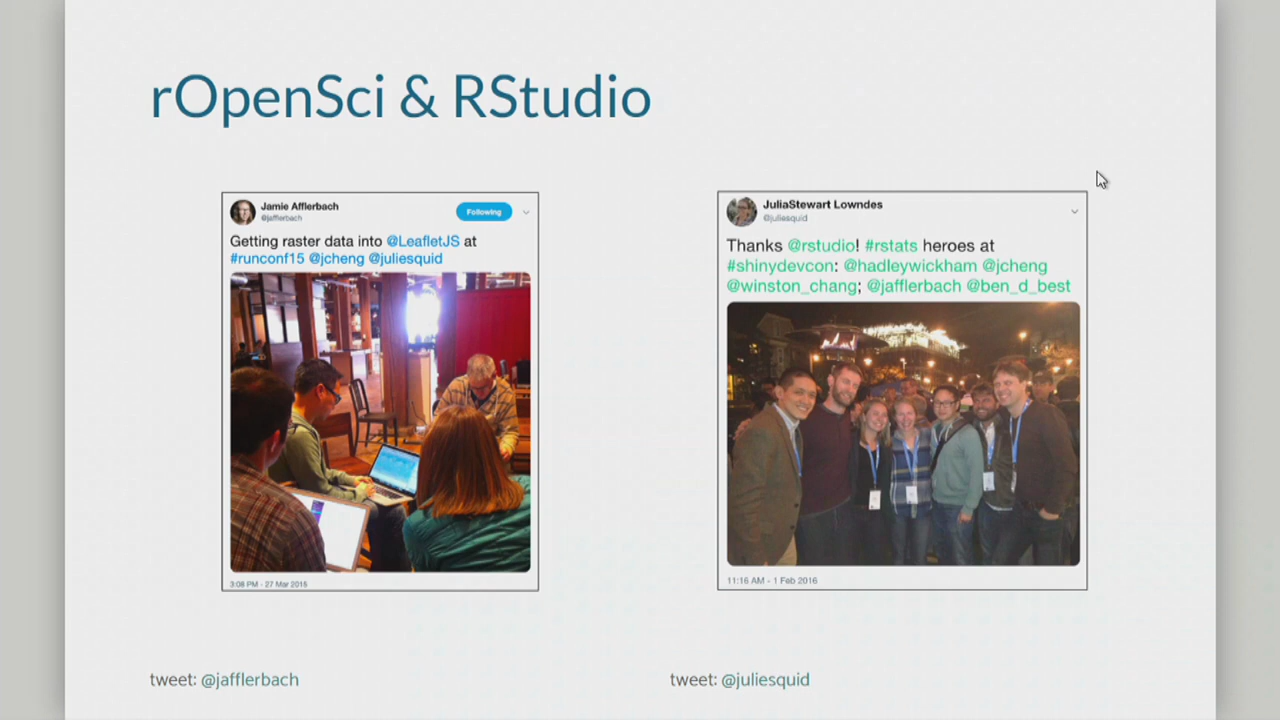 rOpenSci & RStudio
Jamie Afflerbach
@jafflerbach
Following
Getting raster data into @LeafletJS at
#runconf15 @jcheng @juliesquid
3:08 PM - 27 Mar 2015
JuliaStewart Lowndes
@juliesquid
Thanks @rstudio! #rstats heroes at
#shinydevcon: @hadleywickham @jcheng
@winston_chang; @jafflerbach @ben_d_best
11:16 AM - 1 Feb 2016
tweet: @jafflerbach
tweet: @juliesquid